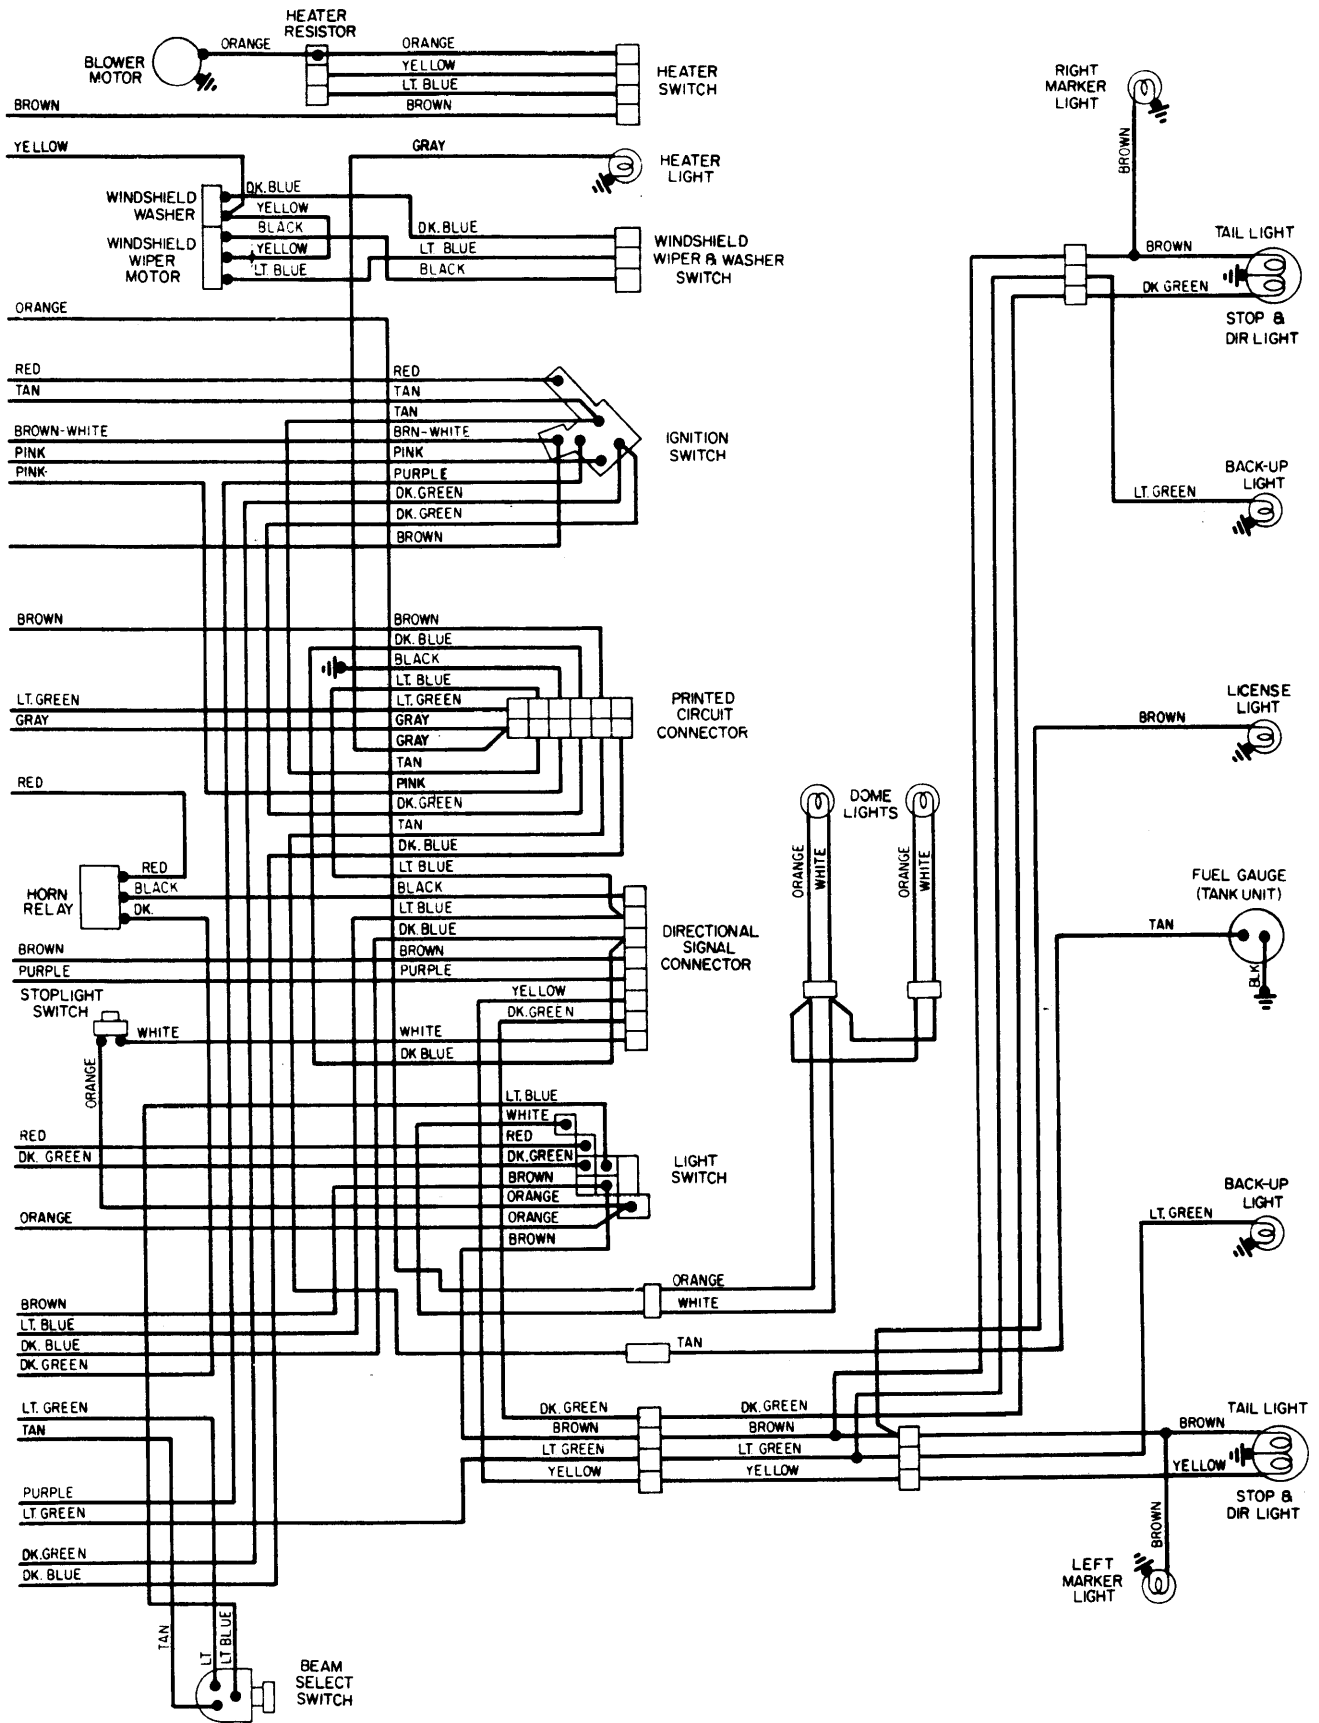 HEATER
RESISTOR
BLOWER
MOTOR
ORANGE
ORANGE
YELLOW
LT. BLUE
BROWN
BROWN
HEATER
SWITCH
RIGHT
MARKER
LIGHT
BROWN
YELLOW
GRAY
HEATER
LIGHT
WINDSHIELD
WASHER
WINDSHIELD
WIPER
MOTOR
DK. BLUE
YELLOW
BLACK
YELLOW
LT. BLUE
DK. BLUE
LT. BLUE
BLACK
WINDSHIELD
WIPER & WASHER
SWITCH
BROWN
TAIL LIGHT
DK GREEN
STOP &
DIR LIGHT
ORANGE
RED
TAN
BROWN-WHITE
PINK
PINK
RED
TAN
TAN
BRN-WHITE
PINK
PURPLE
DK. GREEN
DK. GREEN
BROWN
IGNITION
SWITCH
BACK-UP
LIGHT
LT. GREEN
BROWN
LT. GREEN
GRAY
BROWN
DK. BLUE
BLACK
LT. BLUE
LT. GREEN
GRAY
GRAY
TAN
PINK
DK. GREEN
TAN
DK. BLUE
PRINTED
CIRCUIT
CONNECTOR
LICENSE
LIGHT
BROWN
RED
HORN
RELAY
RED
BLACK
DK.
DOME
LIGHTS
ORANGE
WHITE
ORANGE
WHITE
FUEL GAUGE
(TANK UNIT)
TAN
BLK
LT. BLUE
BLACK
LT. BLUE
DK. BLUE
BROWN
PURPLE
YELLOW
DK. GREEN
WHITE
DK BLUE
DIRECTIONAL
SIGNAL
CONNECTOR
BROWN
PURPLE
STOPLIGHT
SWITCH
WHITE
ORANGE
LT. BLUE
WHITE
RED
DK. GREEN
BROWN
ORANGE
ORANGE
BROWN
LIGHT
SWITCH
RED
DK. GREEN
ORANGE
BACK-UP
LIGHT
LT. GREEN
ORANGE
WHITE
TAN
BROWN
LT. BLUE
DK. BLUE
DK. GREEN
LT. GREEN
TAN
DK. GREEN
BROWN
LT GREEN
YELLOW
DK. GREEN
BROWN
LT. GREEN
YELLOW
BROWN
TAIL LIGHT
YELLOW
STOP &
DIR LIGHT
BROWN
LEFT
MARKER
LIGHT
PURPLE
LT. GREEN
DK. GREEN
DK. BLUE
TAN
LT
LT BLUE
BEAM
SELECT
SWITCH